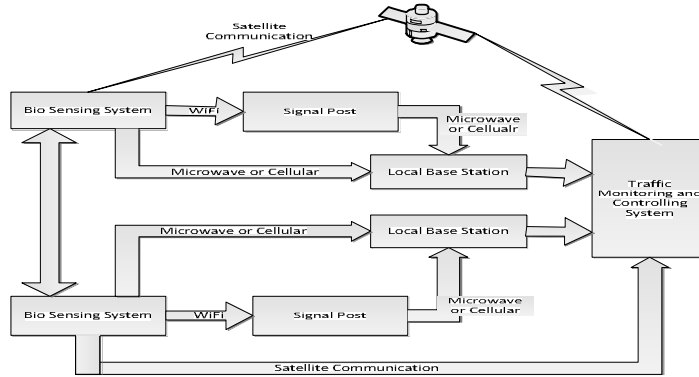 Satellite
Communication
Bio Sensing System
WiFi
Signal Post
Microwave
or Cellualr
Microwave or Cellular
Local Base Station
Traffic
Monitoring and
Controlling
System
Microwave or Cellular
Local Base Station
Bio Sensing System
WiFi
Signal Post
Microwave
or Cellular
Satellite Communication